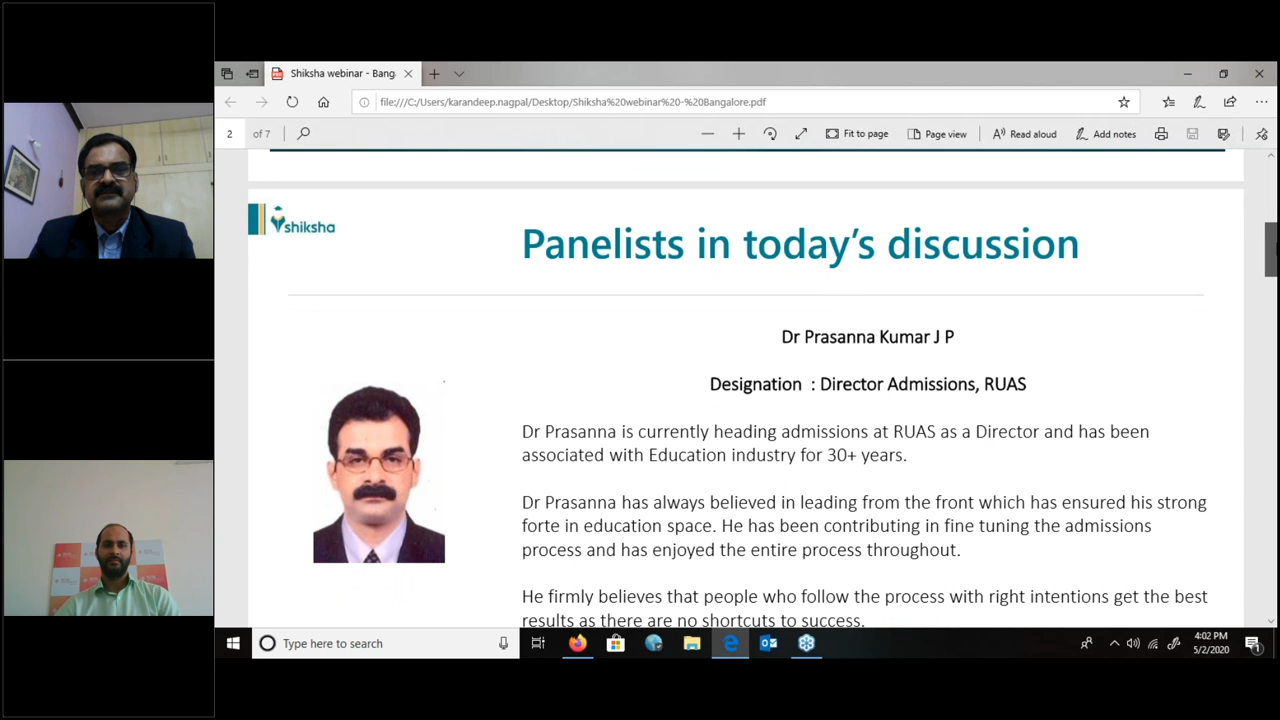 Shiksha webinar - Bang
file:///C:/Users/karandeep.nagpal/Desktop/Shiksha%20webinar%20-%20Bangalore.pdf
2 of 7
Fit to page
Page view
Read aloud
Add notes
shiksha
Panelists in today’s discussion
Dr Prasanna Kumar J P
Designation : Director Admissions, RUAS
Dr Prasanna is currently heading admissions at RUAS as a Director and has been
associated with Education industry for 30+ years.
Dr Prasanna has always believed in leading from the front which has ensured his strong
forte in education space. He has been contributing in fine tuning the admissions
process and has enjoyed the entire process throughout.
He firmly believes that people who follow the process with right intentions get the best
results as there are no shortcuts to success.
Type here to search
4:02 PM
5/2/2020